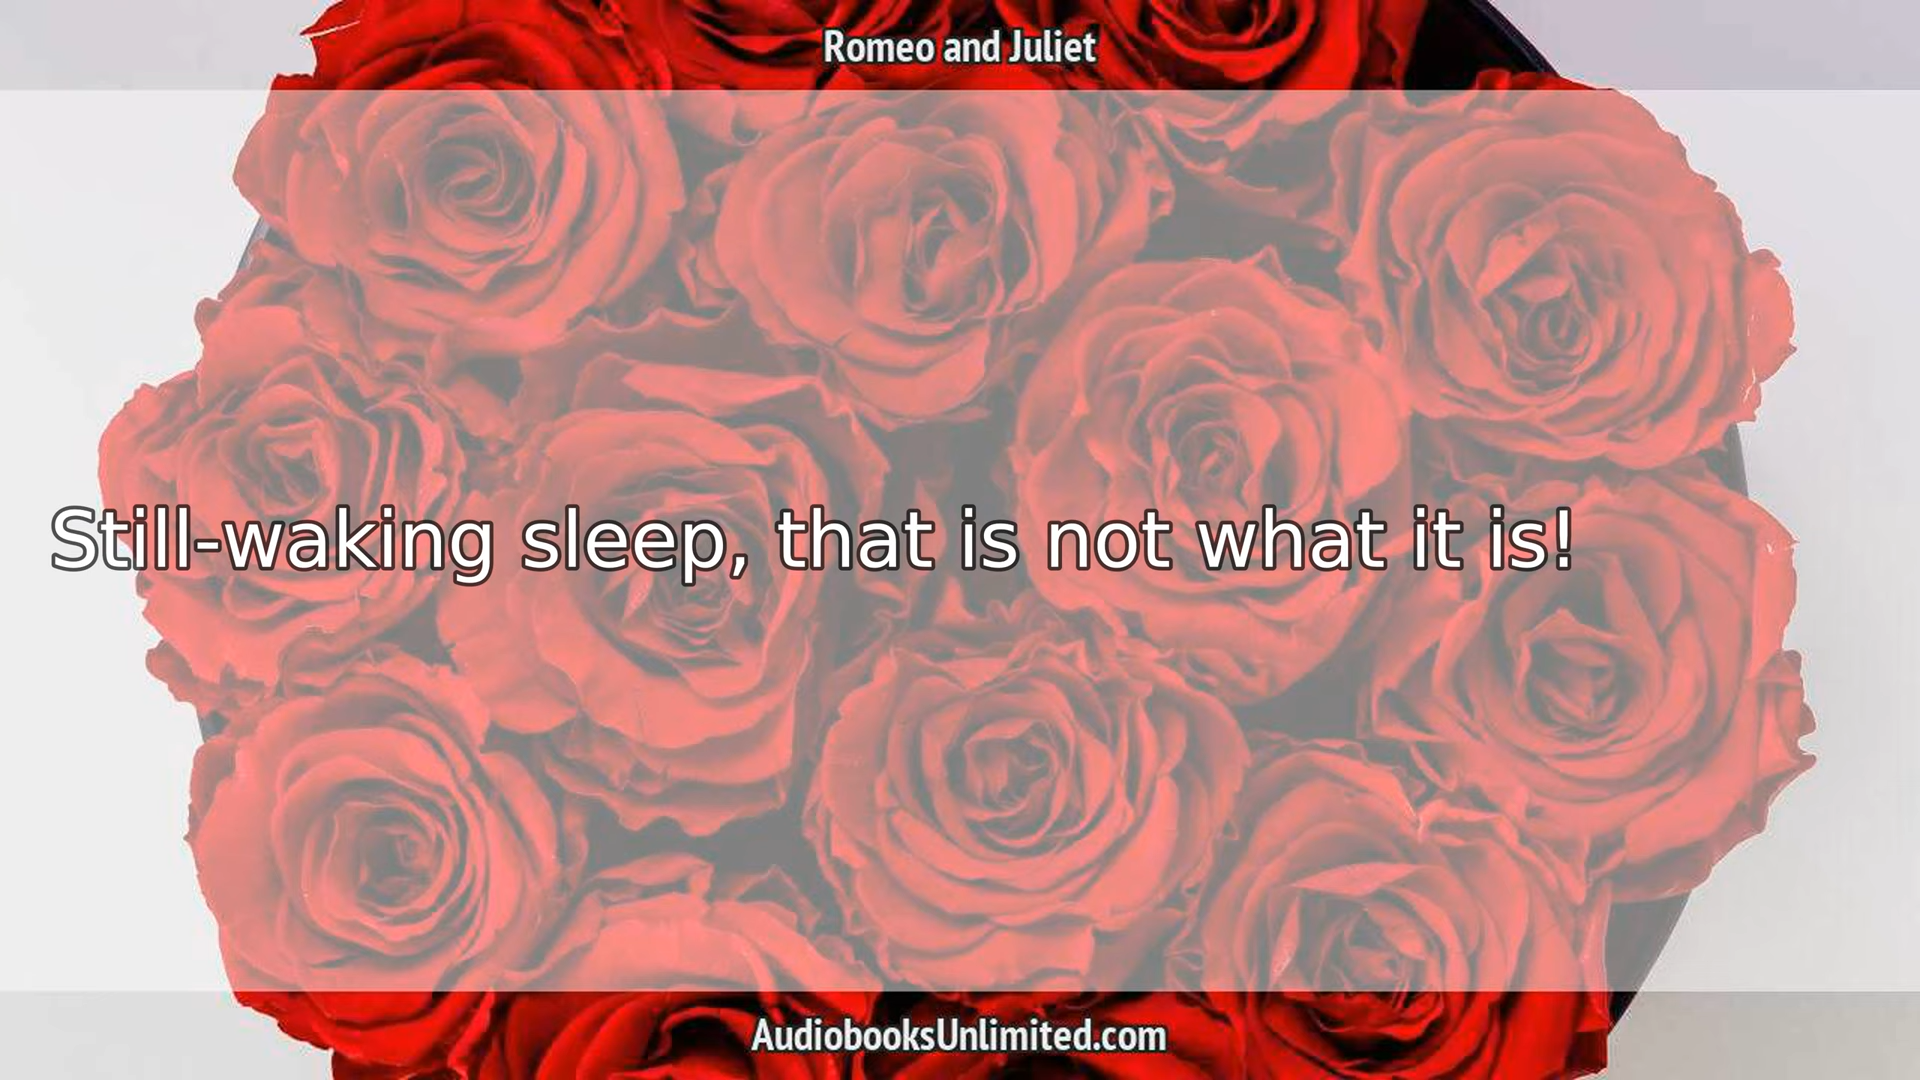 Romeo and Juliet
Still-waking sleep, that is not what it is!
AudiobooksUnlimited.com